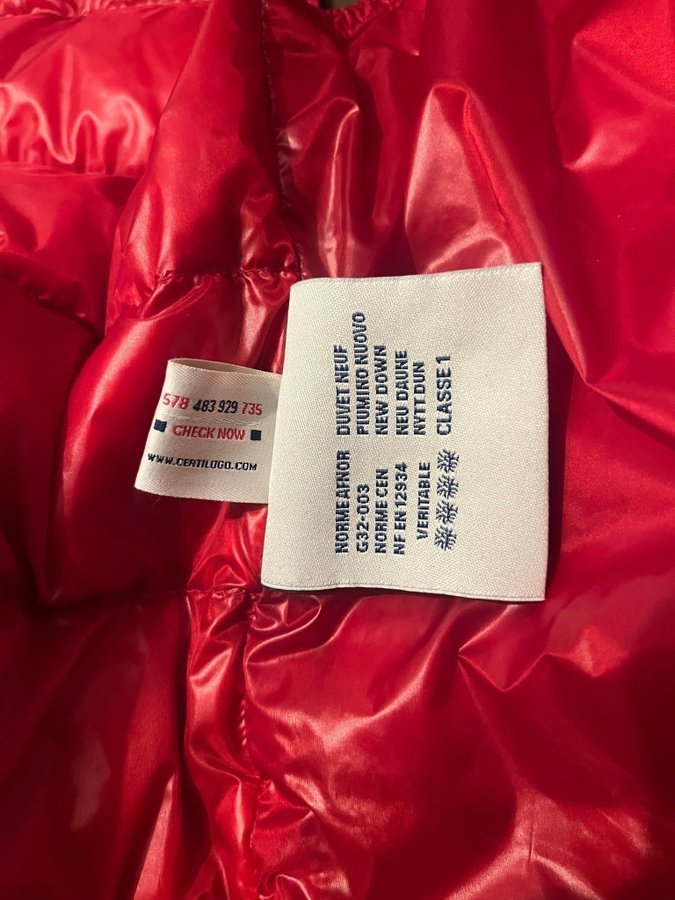 578 483 929 735
CHECK NOW
WWW.CERTILOGO.COM
NORME AFNOR
G32-003
NORME CEN
NF EN 12934
VERITABLE
DUVET NEUF
PIUMINO NUOVO
NEW DOWN
NEU DAUNE
NYTT DUN
CLASSE 1